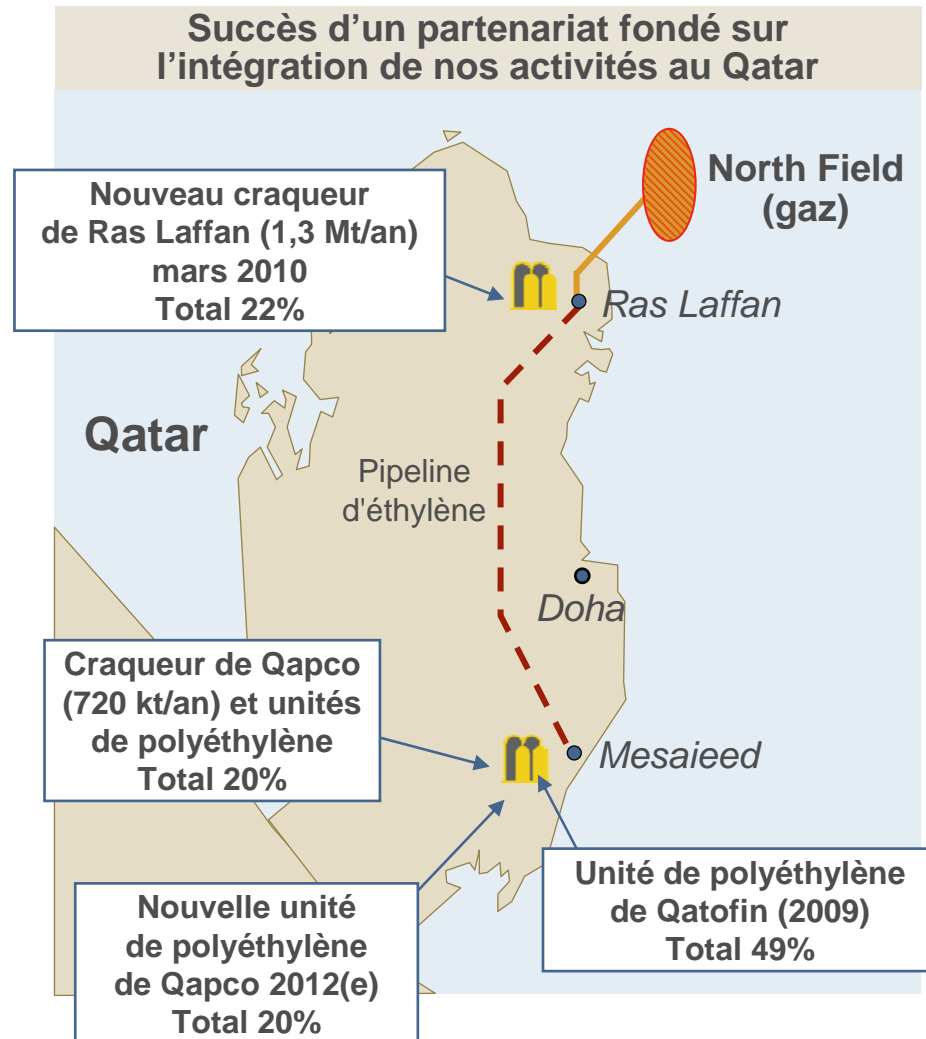 Succès d’un partenariat fondé sur
l’intégration de nos activités au Qatar
North Field
(gaz)
Nouveau craqueur
de Ras Laffan (1,3 Mt/an)
mars 2010
Total 22%
Ras Laffan
Qatar
Pipeline
d'éthylène
Doha
Craqueur de Qapco
(720 kt/an) et unités
de polyéthylène
Total 20%
Mesaieed
Unité de polyéthylène
de Qatofin (2009)
Total 49%
Nouvelle unité
de polyéthylène
de Qapco 2012(e)
Total 20%